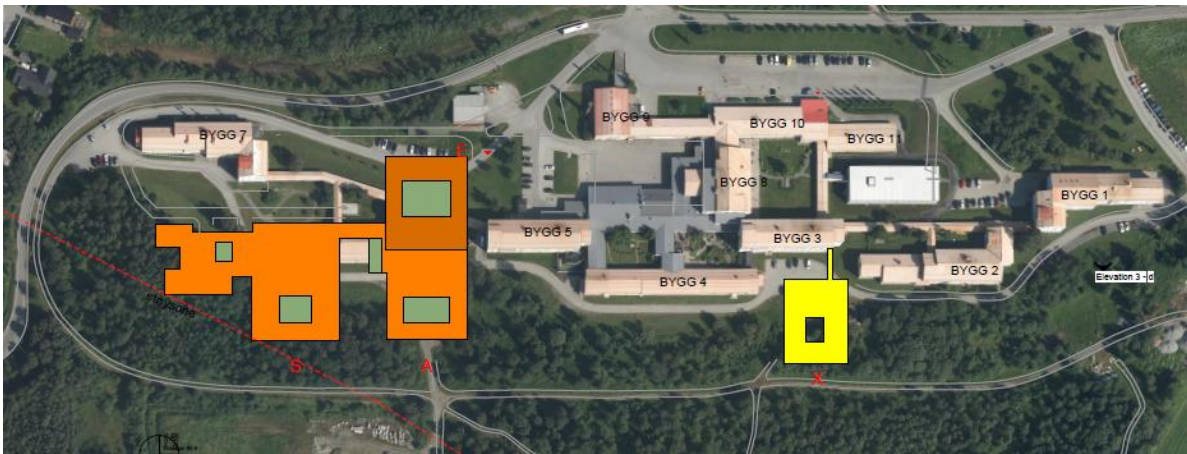 BYGG 9
BYGG 10
BYGG 7
BYGG 11
F
BYGG 8
BYGG 1
BYGG 5
BYGG 3
BYGG 2
BYGG 4
Elevation 3 - d
støysone
S
A
X